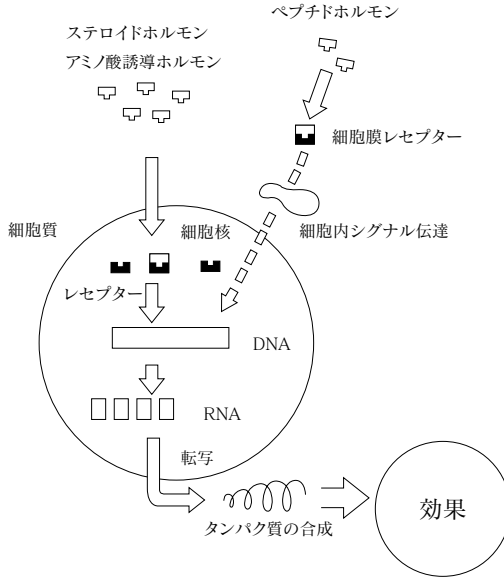 ペプチドホルモン
ステロイドホルモン
アミノ酸誘導ホルモン
細胞膜レセプター
細胞質
細胞核
細胞内シグナル伝達
レセプター
DNA
RNA
転写
タンパク質の合成
効果